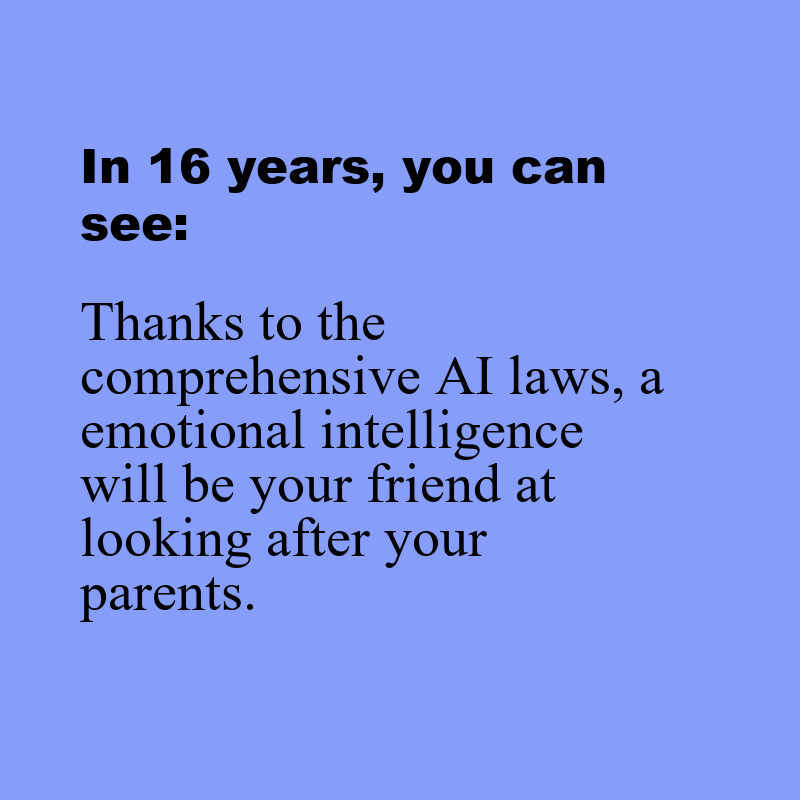 In 16 years, you can
see:
Thanks to the
comprehensive AI laws, a
emotional intelligence
will be your friend at
looking after your
parents.